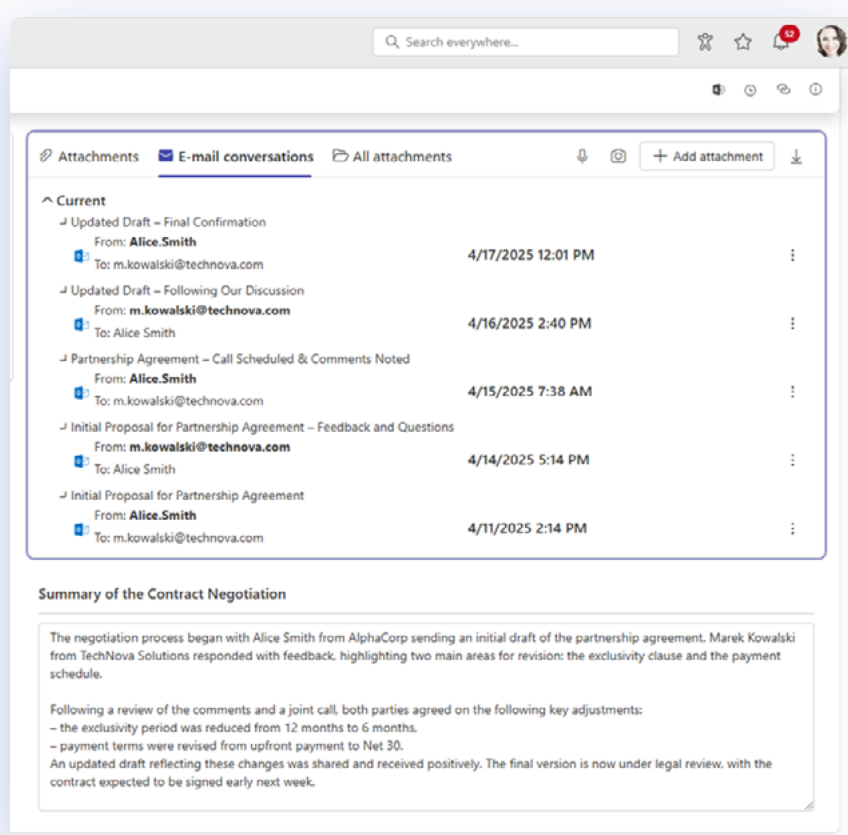 Search everywhere...
52
Attachments
E-mail conversations
All attachments
Add attachment
Current
Updated Draft – Final Confirmation
From: Alice.Smith
To: m.kowalski@technova.com
4/17/2025 12:01 PM
Updated Draft – Following Our Discussion
From: m.kowalski@technova.com
To: Alice Smith
4/16/2025 2:40 PM
Partnership Agreement – Call Scheduled & Comments Noted
From: Alice.Smith
To: m.kowalski@technova.com
4/15/2025 7:38 AM
Initial Proposal for Partnership Agreement – Feedback and Questions
From: m.kowalski@technova.com
To: Alice Smith
4/14/2025 5:14 PM
Initial Proposal for Partnership Agreement
From: Alice.Smith
To: m.kowalski@technova.com
4/11/2025 2:14 PM
Summary of the Contract Negotiation
The negotiation process began with Alice Smith from AlphaCorp sending an initial draft of the partnership agreement. Marek Kowalski
from TechNova Solutions responded with feedback, highlighting two main areas for revision: the exclusivity clause and the payment
schedule.
Following a review of the comments and a joint call, both parties agreed on the following key adjustments:
– the exclusivity period was reduced from 12 months to 6 months,
– payment terms were revised from upfront payment to Net 30.
An updated draft reflecting these changes was shared and received positively. The final version is now under legal review, with the
contract expected to be signed early next week.